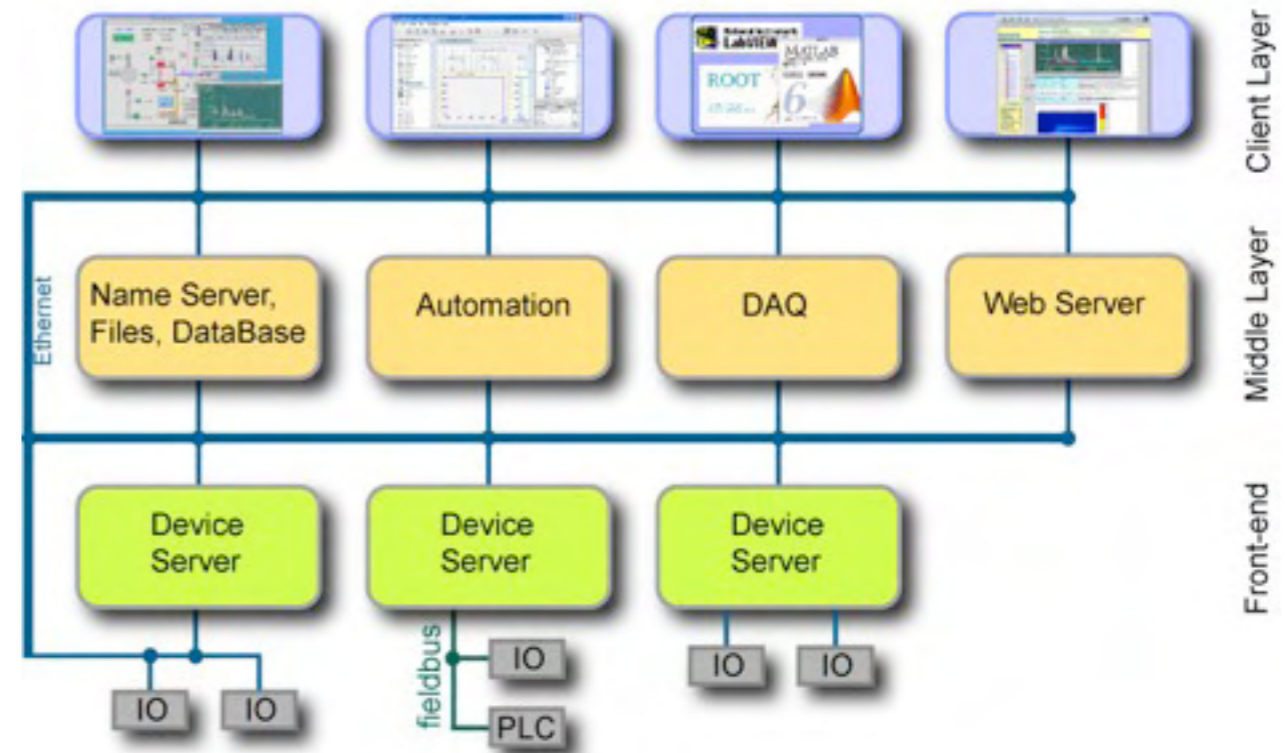 LabVIEW
MATLAB
ROOT
6
Client Layer
Ethernet
Name Server,
Files, DataBase
Automation
DAQ
Web Server
Middle Layer
Device
Server
Device
Server
Device
Server
Front-end
fieldbus
IO
IO
IO
PLC
IO
IO